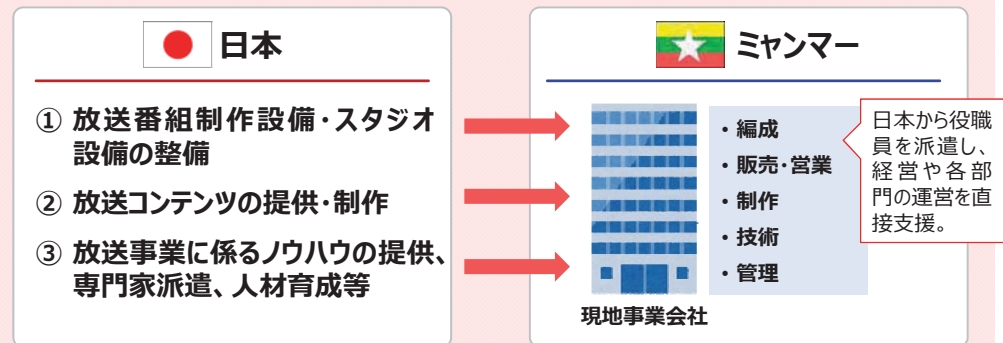 日本
① 放送番組制作設備・スタジオ
設備の整備
② 放送コンテンツの提供・制作
③ 放送事業に係るノウハウの提供、
専門家派遣、人材育成等
ミャンマー
・編成
・販売・営業
・制作
・技術
・管理
現地事業会社
日本から役職
員を派遣し、
経営や各部
門の運営を直
接支援。